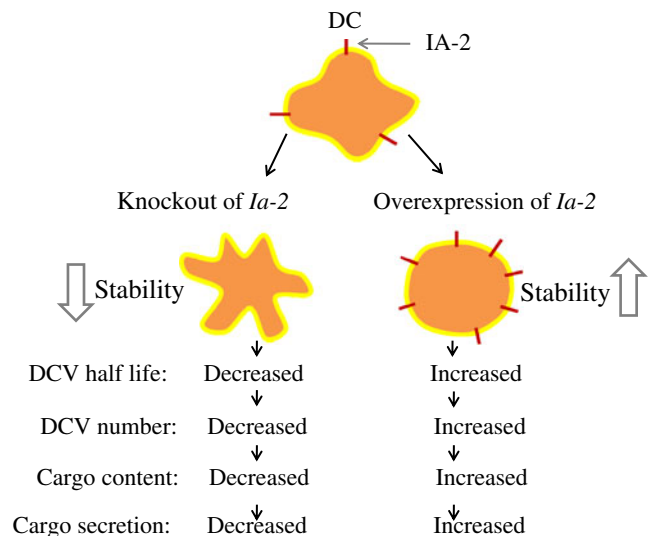 DC
IA-2
Knockout of Ia-2
Overexpression of Ia-2
Stability
Stability
DCV half life: Decreased Increased
DCV number: Decreased Increased
Cargo content: Decreased Increased
Cargo secretion: Decreased Increased